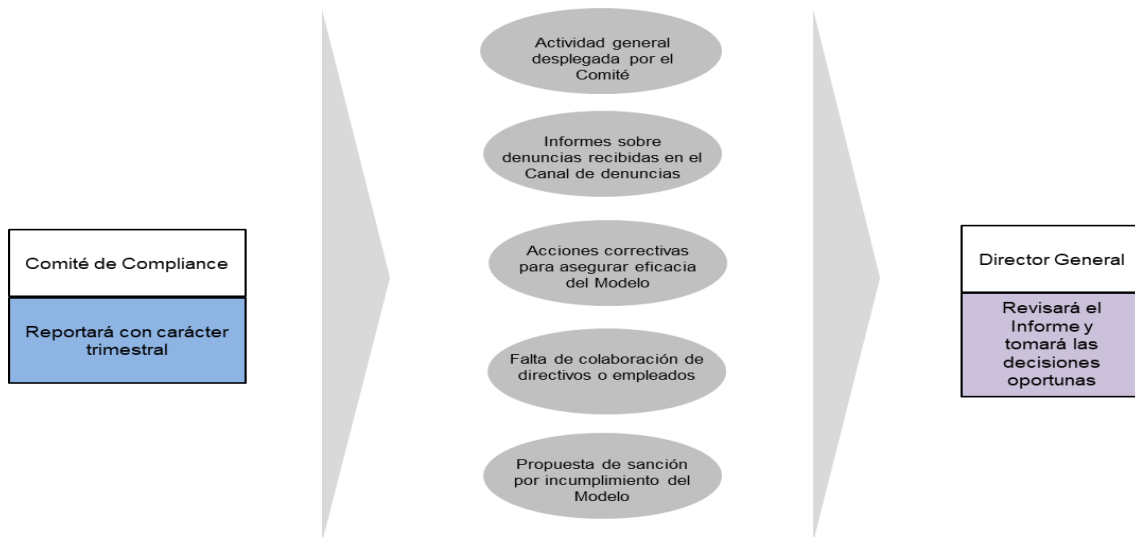 Comité de Compliance
Reportará con carácter
trimestral
Actividad general
desplegada por el
Comité
Informes sobre
denuncias recibidas en el
Canal de denuncias
Acciones correctivas
para asegurar eficacia
del Modelo
Falta de colaboración de
directivos o empleados
Propuesta de sanción
por incumplimiento del
Modelo
Director General
Revisará el
Informe y
tomará las
decisiones
oportunas